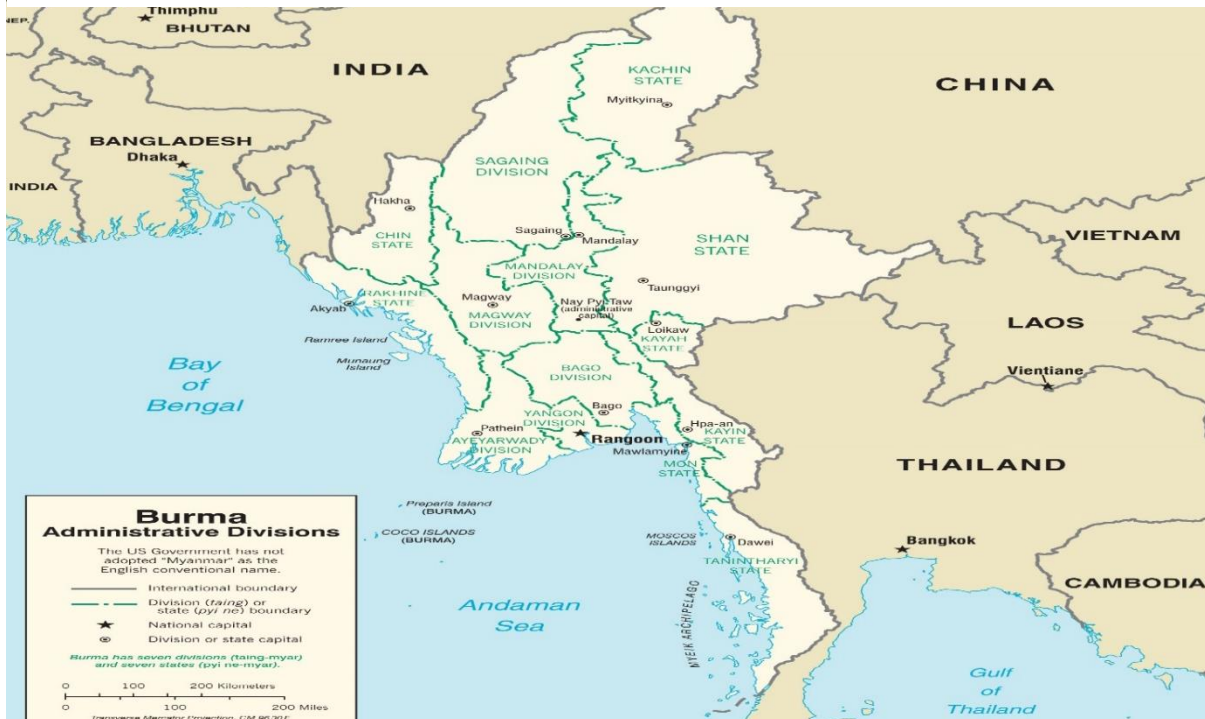 NEP.
Thimphu
BHUTAN
INDIA
CHINA
KACHIN
STATE
Myitkyina
BANGLADESH
Dhaka
INDIA
SAGAING
DIVISION
Hakha
CHIN
STATE
Sagaing
Mandalay
SHAN
STATE
VIETNAM
MANDALAY
DIVISION
Taunggyi
RAKHINE
STATE
Akyab
Magway
MAGWAY
DIVISION
Nay Pyi Taw
(administrative
capital)
Loikaw
KAYAH
STATE
LAOS
Ramree Island
Munaung
Island
Bay
of
Bengal
BAGO
DIVISION
Vientiane
Bago
YANGON
DIVISION
Pathein
AYEYARWADY
DIVISION
Rangoon
Hpa-an
KAYIN
STATE
Mawlamyine
MON
STATE
THAILAND
Preparis Island
(BURMA)
COCO ISLANDS
(BURMA)
MOSCOS
ISLANDS
Dawei
TANINTHARYI
STATE
Bangkok
CAMBODIA
Andaman
Sea
MYEIK ARCHIPELAGO
Gulf
of
Thailand
Burma
Administrative Divisions
The US Government has not
adopted "Myanmar" as the
English conventional name.
International boundary
Division (taing) or
state (pyi ne) boundary
National capital
Division or state capital
Burma has seven divisions (taing-myar)
and seven states (pyi ne-myar).
0 100 200 Kilometers
0 100 200 Miles
Transverse Mercator Projection, CM